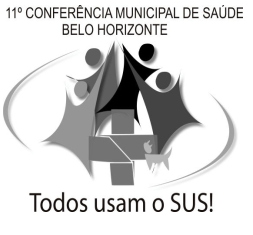 11º CONFERÊNCIA MUNICIPAL DE SAÚDE
BELO HORIZONTE
Todos usam o SUS!